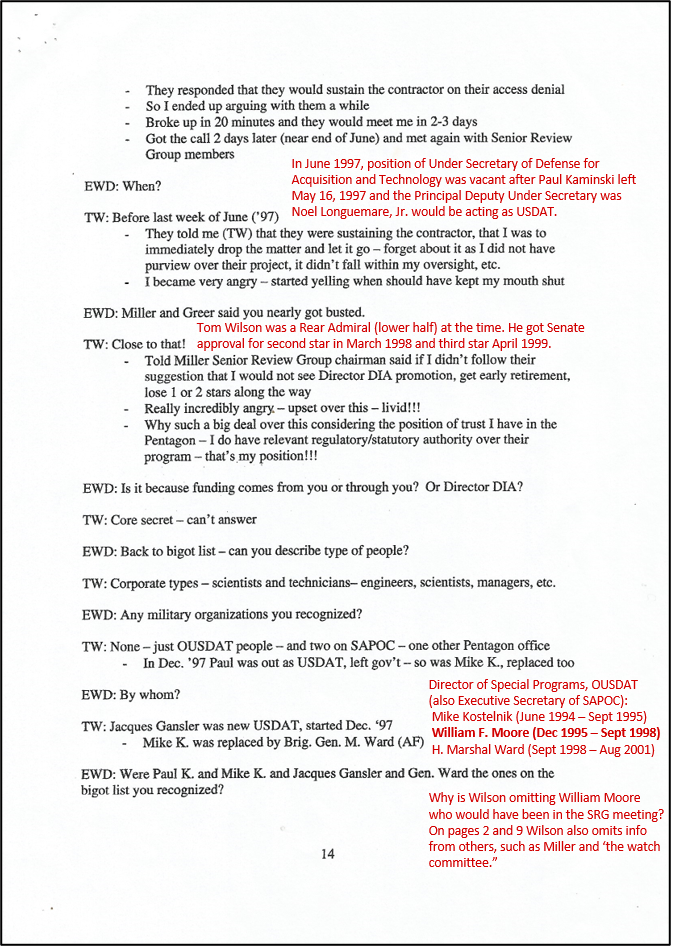 - They responded that they would sustain the contractor on their access denial
- So I ended up arguing with them a while
- Broke up in 20 minutes and they would meet me in 2-3 days
- Got the call 2 days later (near end of June) and met again with Senior Review
Group members
In June 1997, position of Under Secretary of Defense for
Acquisition and Technology was vacant after Paul Kaminski left
May 16, 1997 and the Principal Deputy Under Secretary was
Noel Longuemare, Jr. would be acting as USDAT.
EWD: When?
TW: Before last week of June ('97)
- They told me (TW) that they were sustaining the contractor, that I was to
immediately drop the matter and let it go – forget about it as I did not have
purview over their project, it didn't fall within my oversight, etc.
- I became very angry – started yelling when should have kept my mouth shut
EWD: Miller and Greer said you nearly got busted.
Tom Wilson was a Rear Admiral (lower half) at the time. He got Senate
approval for second star in March 1998 and third star April 1999.
TW: Close to that!
- Told Miller Senior Review Group chairman said if I didn't follow their
suggestion that I would not see Director DIA promotion, get early retirement,
lose 1 or 2 stars along the way
- Really incredibly angry – upset over this – livid!!!
- Why such a big deal over this considering the position of trust I have in the
Pentagon – I do have relevant regulatory/statutory authority over their
program – that's my position!!!
EWD: Is it because funding comes from you or through you? Or Director DIA?
TW: Core secret – can't answer
EWD: Back to bigot list – can you describe type of people?
TW: Corporate types – scientists and technicians– engineers, scientists, managers, etc.
EWD: Any military organizations you recognized?
TW: None – just OUSDAT people – and two on SAPOC – one other Pentagon office
- In Dec. '97 Paul was out as USDAT, left gov't – so was Mike K., replaced too
EWD: By whom?
TW: Jacques Gansler was new USDAT, started Dec. '97
- Mike K. was replaced by Brig. Gen. M. Ward (AF)
Director of Special Programs, OUSDAT
(also Executive Secretary of SAPOC):
Mike Kostelnik (June 1994 – Sept 1995)
William F. Moore (Dec 1995 – Sept 1998)
H. Marshal Ward (Sept 1998 – Aug 2001)
EWD: Were Paul K. and Mike K. and Jacques Gansler and Gen. Ward the ones on the
bigot list you recognized?
Why is Wilson omitting William Moore
who would have been in the SRG meeting?
On pages 2 and 9 Wilson also omits info
from others, such as Miller and 'the watch
committee."
14